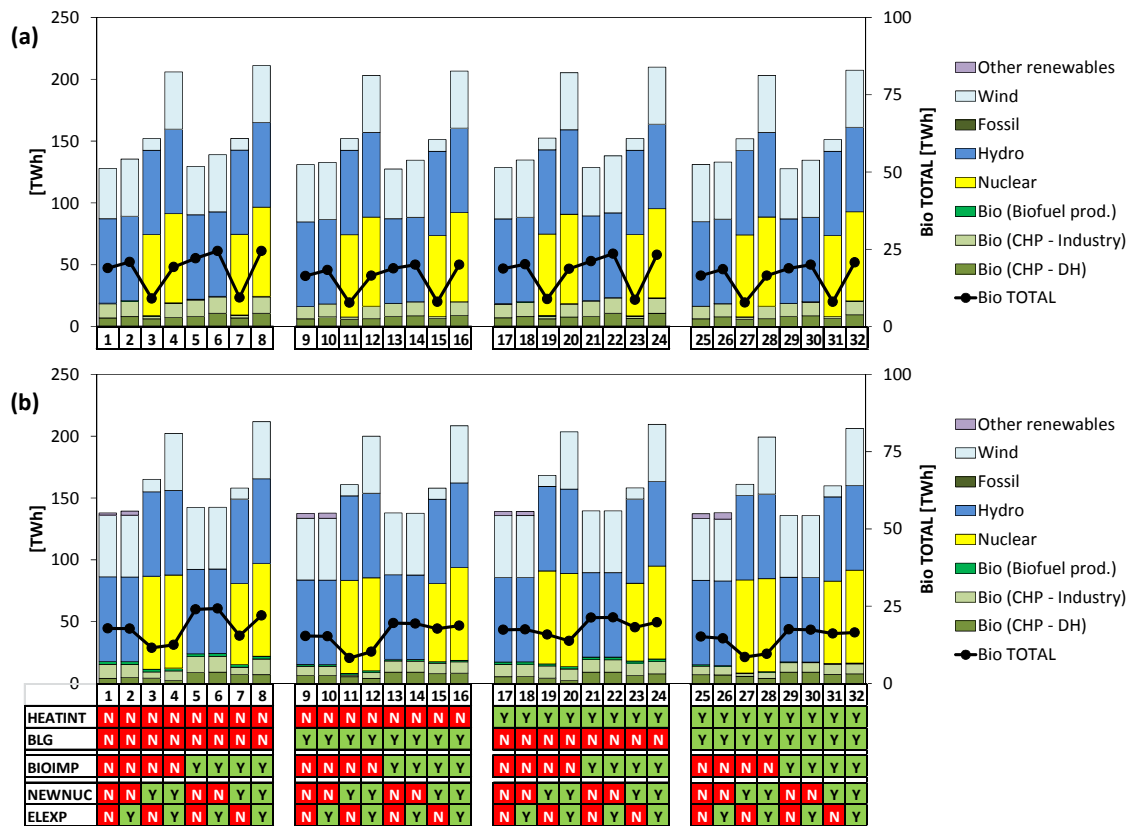 (a)
250
200
150
100
50
0
[TWh]
100
75
50
25
0
Bio TOTAL [TWh]
Other renewables
Wind
Fossil
Hydro
Nuclear
Bio (Biofuel prod.)
Bio (CHP - Industry)
Bio (CHP - DH)
Bio TOTAL
1 2 3 4 5 6 7 8 9 10 11 12 13 14 15 16 17 18 19 20 21 22 23 24 25 26 27 28 29 30 31 32
(b)
250
200
150
100
50
0
[TWh]
100
75
50
25
0
Bio TOTAL [TWh]
Other renewables
Wind
Fossil
Hydro
Nuclear
Bio (Biofuel prod.)
Bio (CHP - Industry)
Bio (CHP - DH)
Bio TOTAL
1 2 3 4 5 6 7 8 9 10 11 12 13 14 15 16 17 18 19 20 21 22 23 24 25 26 27 28 29 30 31 32
HEATINT N N N N N N N N N N N N N N N N Y Y Y Y Y Y Y Y Y Y Y Y Y Y Y Y
BLG N N N N N N N N Y Y Y Y Y Y Y Y N N N N N N N N Y Y Y Y Y Y Y Y
BIOIMP N N N N Y Y Y Y N N N N Y Y Y Y N N N N Y Y Y Y N N N N Y Y Y Y
NEWNUC N N Y Y N N Y Y N N Y Y N N Y Y N N Y Y N N Y Y N N Y Y N N Y Y
ELEXP N Y N Y N Y N Y N Y N Y N Y N Y N Y N Y N Y N Y N Y N Y N Y N Y